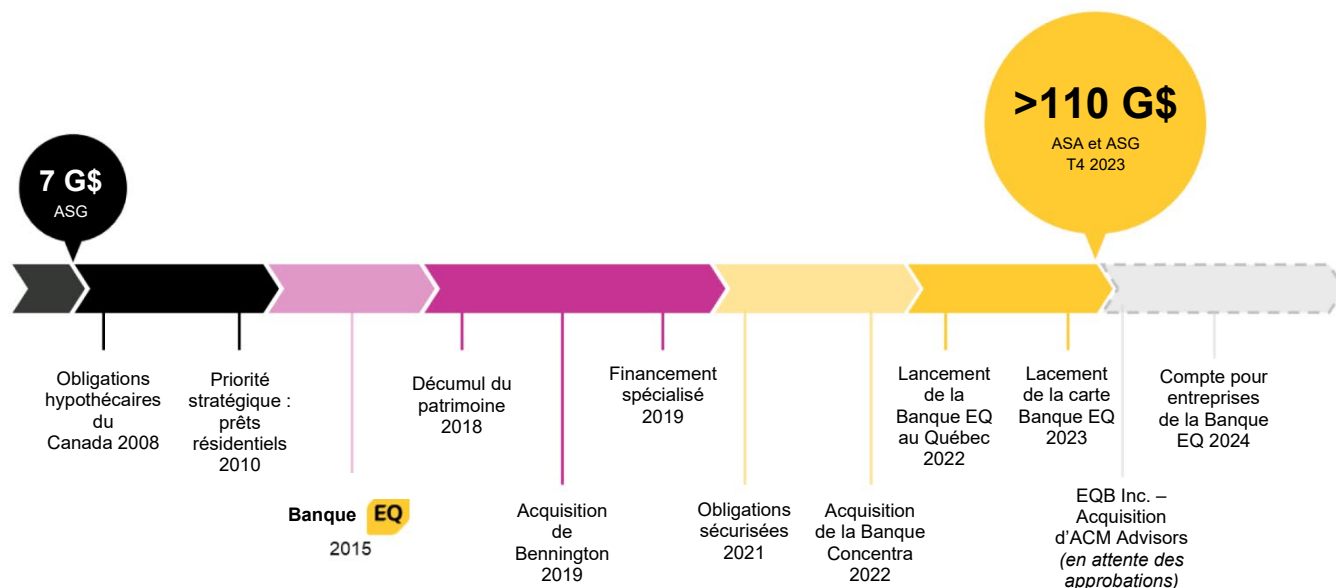 >110 G$
ASA et ASG
T4 2023
7 G$
ASG
Obligations
hypothécaires
du
Canada 2008
Priorité
stratégique :
prêts
résidentiels
2010
Banque EQ
2015
Décumul du
patrimoine
2018
Acquisition
de
Bennington
2019
Financement
spécialisé
2019
Obligations
sécurisées
2021
Acquisition
de la Banque
Concentra
2022
Lancement
de la
Banque EQ
au Québec
2022
Lacement
de la carte
Banque EQ
2023
EQB Inc. –
Acquisition
d’ACM Advisors
(en attente des
approbations)
Compte pour
entreprises
de la Banque
EQ 2024